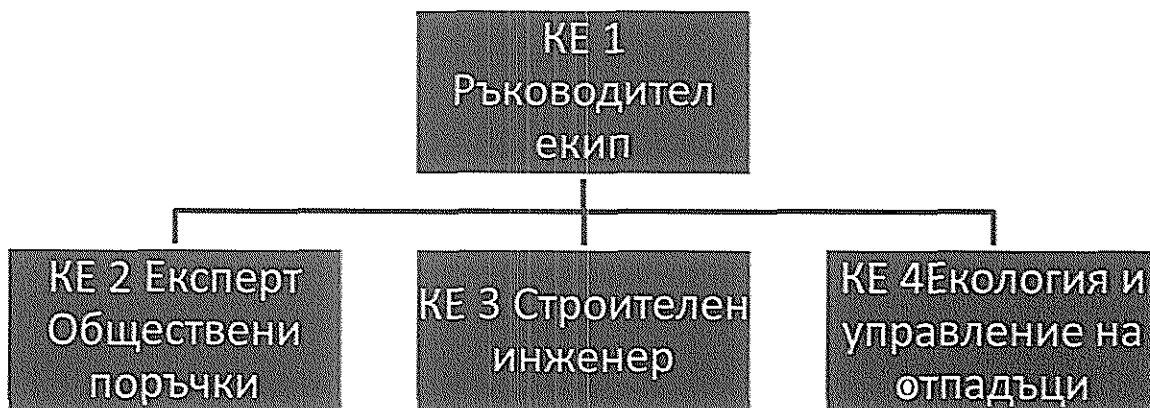 КЕ 1
Ръководител
екип
КЕ 2 Експерт
Обществени
поръчки
КЕ 3 Строителен
инженер
КЕ 4Екология и
управление на
отпадъци